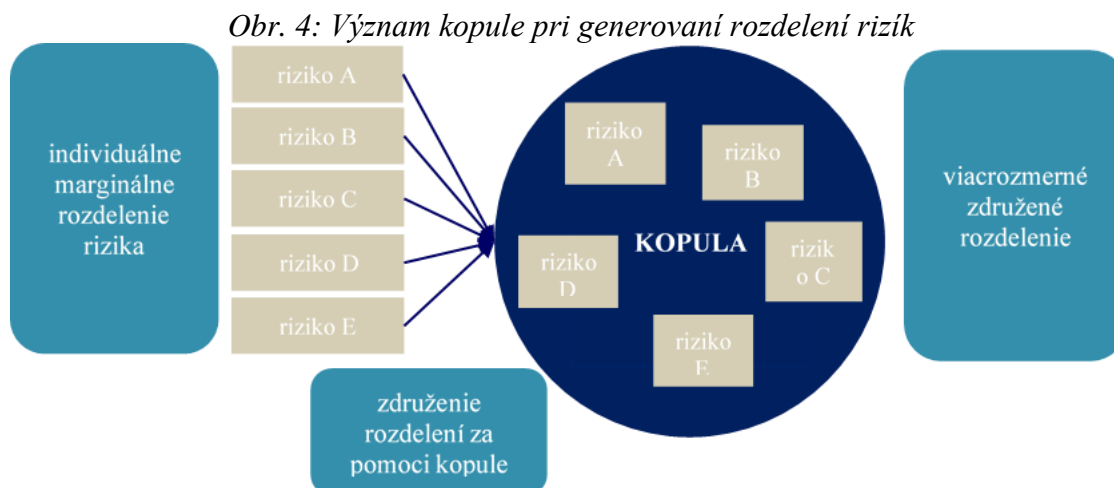 Obr. 4: Význam kopule pri generovaní rozdelení rizík
individuálne
marginálne
rozdelenie
rizika
riziko A
riziko B
riziko C
riziko D
riziko E
združenie
rozdelení za
pomoci kopule
riziko
A
riziko
B
KOPULA
rizik
o C
riziko
D
riziko
E
viacrozmerné
združené
rozdelenie